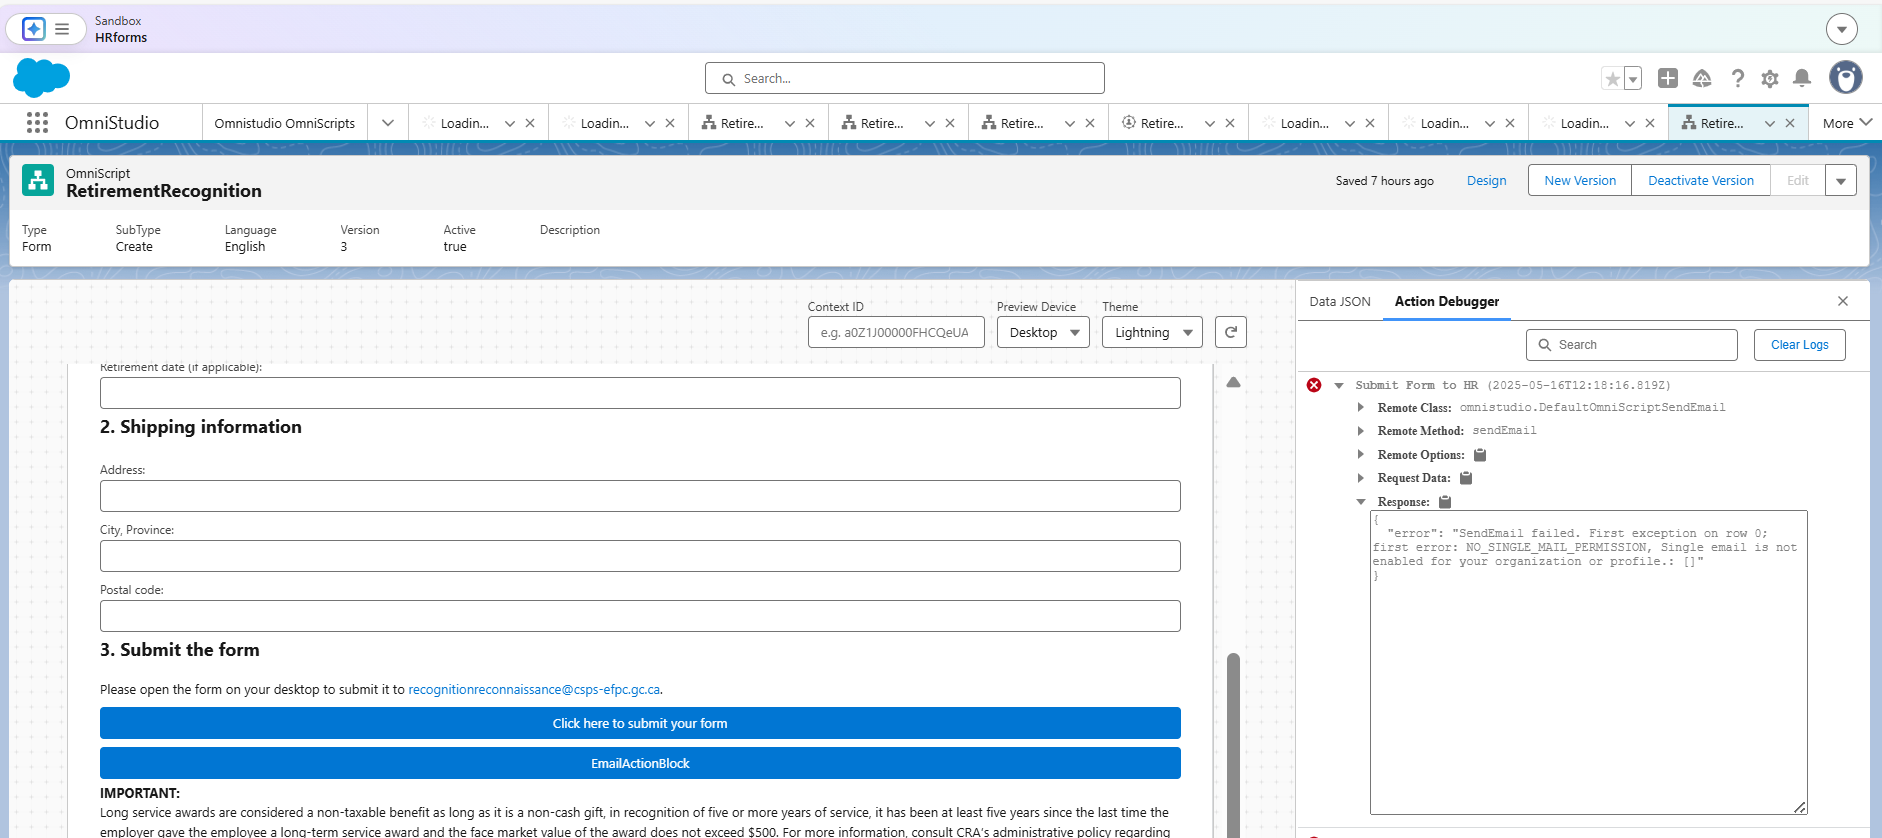 Sandbox
HRforms
Search...
OmniStudio
Omnistudio OmniScripts
Loadin...
Loadin...
Retire...
Retire...
Retire...
Retire...
Loadin...
Loadin...
Loadin...
Retire...
More
OmniScript
RetirementRecognition
Saved 7 hours ago
Design
New Version
Deactivate Version
Edit
Type
Form
SubType
Create
Language
English
Version
3
Active
true
Description
Context ID
e.g. a0Z1J00000FHCQeUA
Preview Device
Desktop
Theme
Lightning
Retirement date (if applicable):
2. Shipping information
Address:
City, Province:
Postal code:
3. Submit the form
Please open the form on your desktop to submit it to recognitionreconnaissance@csps-efpc.gc.ca.
Click here to submit your form
EmailActionBlock
IMPORTANT:
Long service awards are considered a non-taxable benefit as long as it is a non-cash gift, in recognition of five or more years of service, it has been at least five years since the last time the
employer gave the employee a long-term service award and the face market value of the award does not exceed $500. For more information, consult CRA's administrative policy regarding
Data JSON
Action Debugger
Search
Clear Logs
Submit Form to HR (2025-05-16T12:18:16.819Z)
Remote Class: omnistudio.DefaultOmniScriptSendEmail
Remote Method: sendEmail
Remote Options:
Request Data:
Response:
{
"error": "SendEmail failed. First exception on row 0;
first error: NO_SINGLE_MAIL_PERMISSION, Single email is not
enabled for your organization or profile.: []"
}